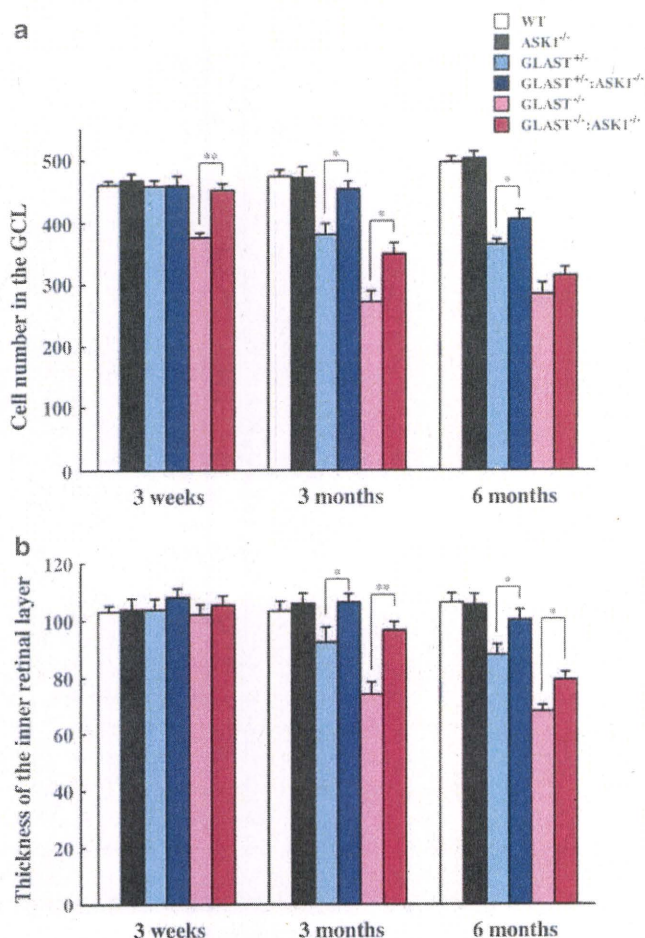 a
WT
ASK1-/-
GLAST+/-
GLAST+/-:ASK1-/-
GLAST-/-
GLAST-/-:ASK1-/-
Cell number in the GCL
500
400
300
200
100
0
** * * *
3 weeks 3 months 6 months
b
Thickness of the inner retinal layer
120
100
80
60
40
20
0
* ** * *
3 weeks 3 months 6 months